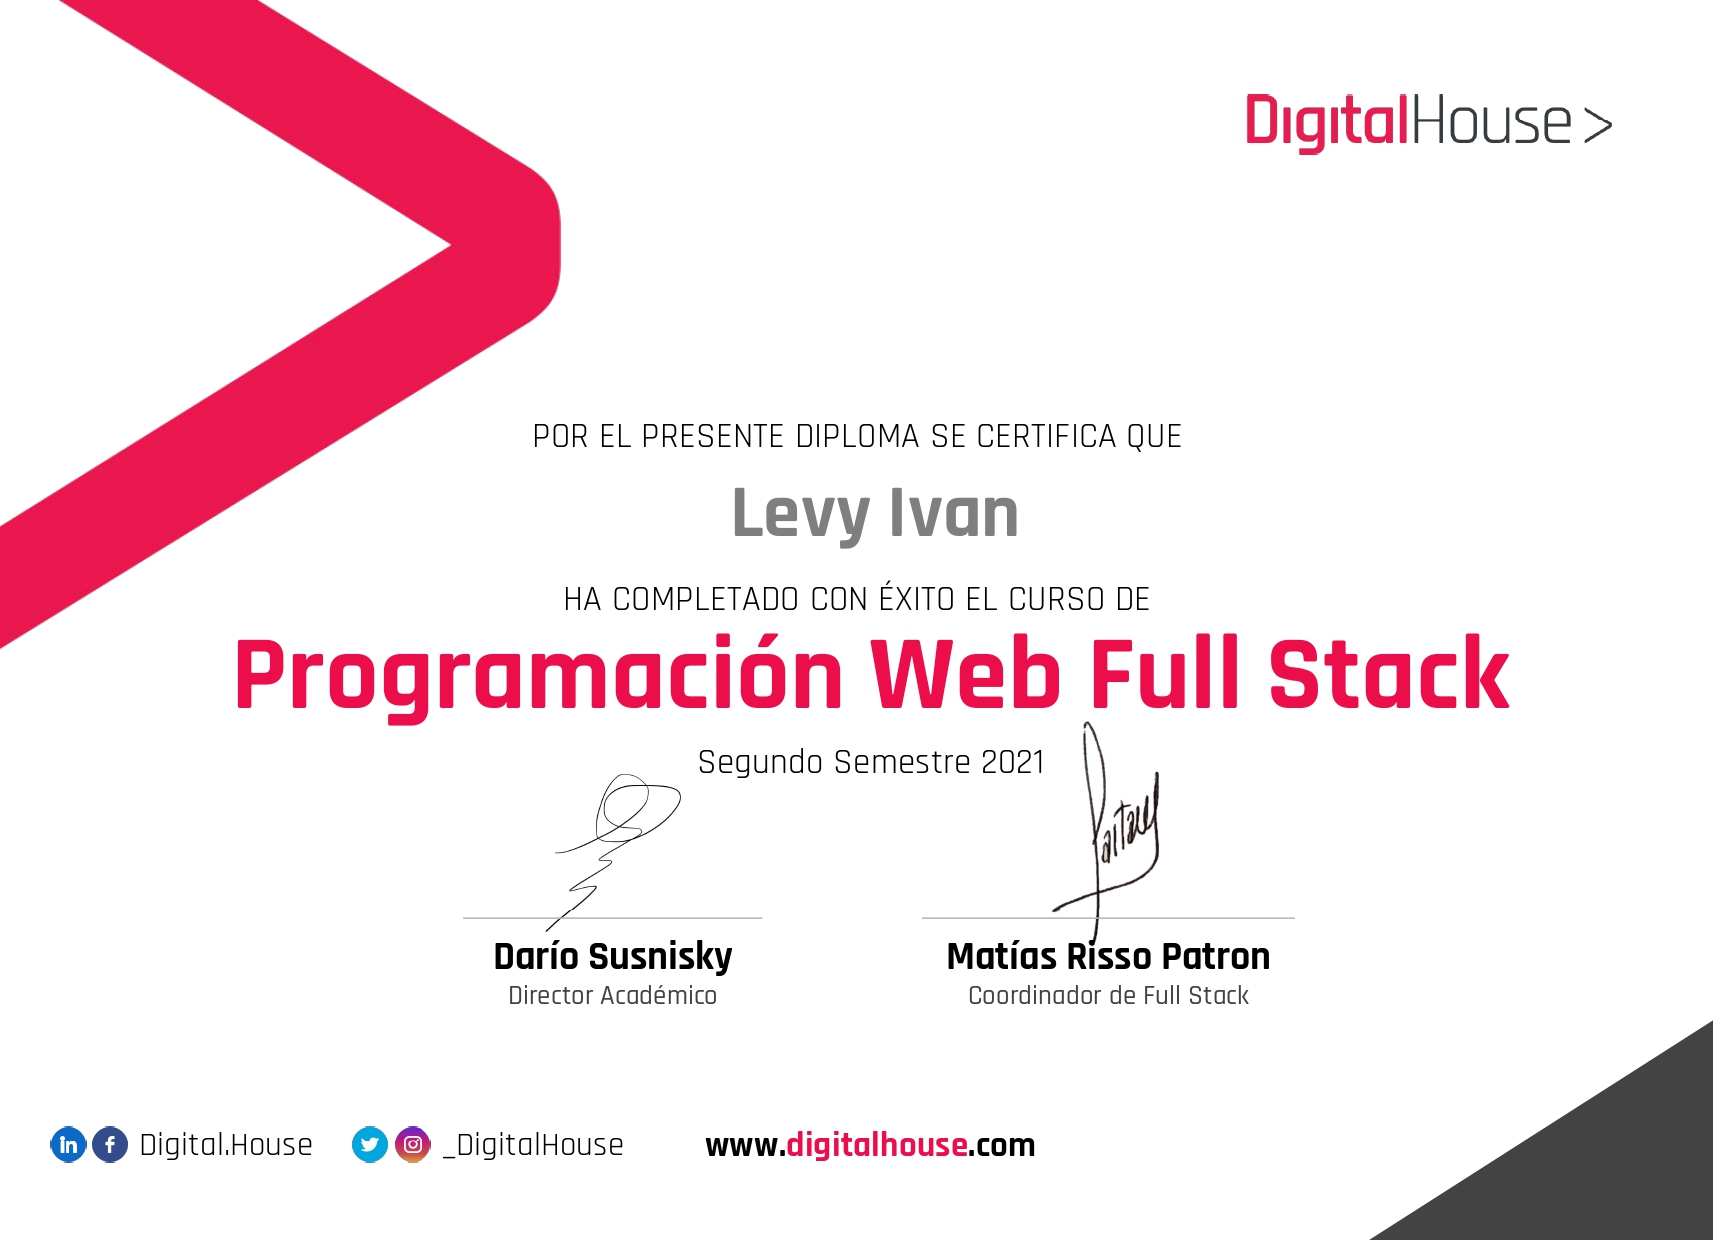 DigitalHouse >
POR EL PRESENTE DIPLOMA SE CERTIFICA QUE
Levy Ivan
HA COMPLETADO CON ÉXITO EL CURSO DE
Programación Web Full Stack
Segundo Semestre 2021
Darío Susnisky
Director Académico
Matías Risso Patron
Coordinador de Full Stack
Digital.House
_DigitalHouse
www.digitalhouse.com